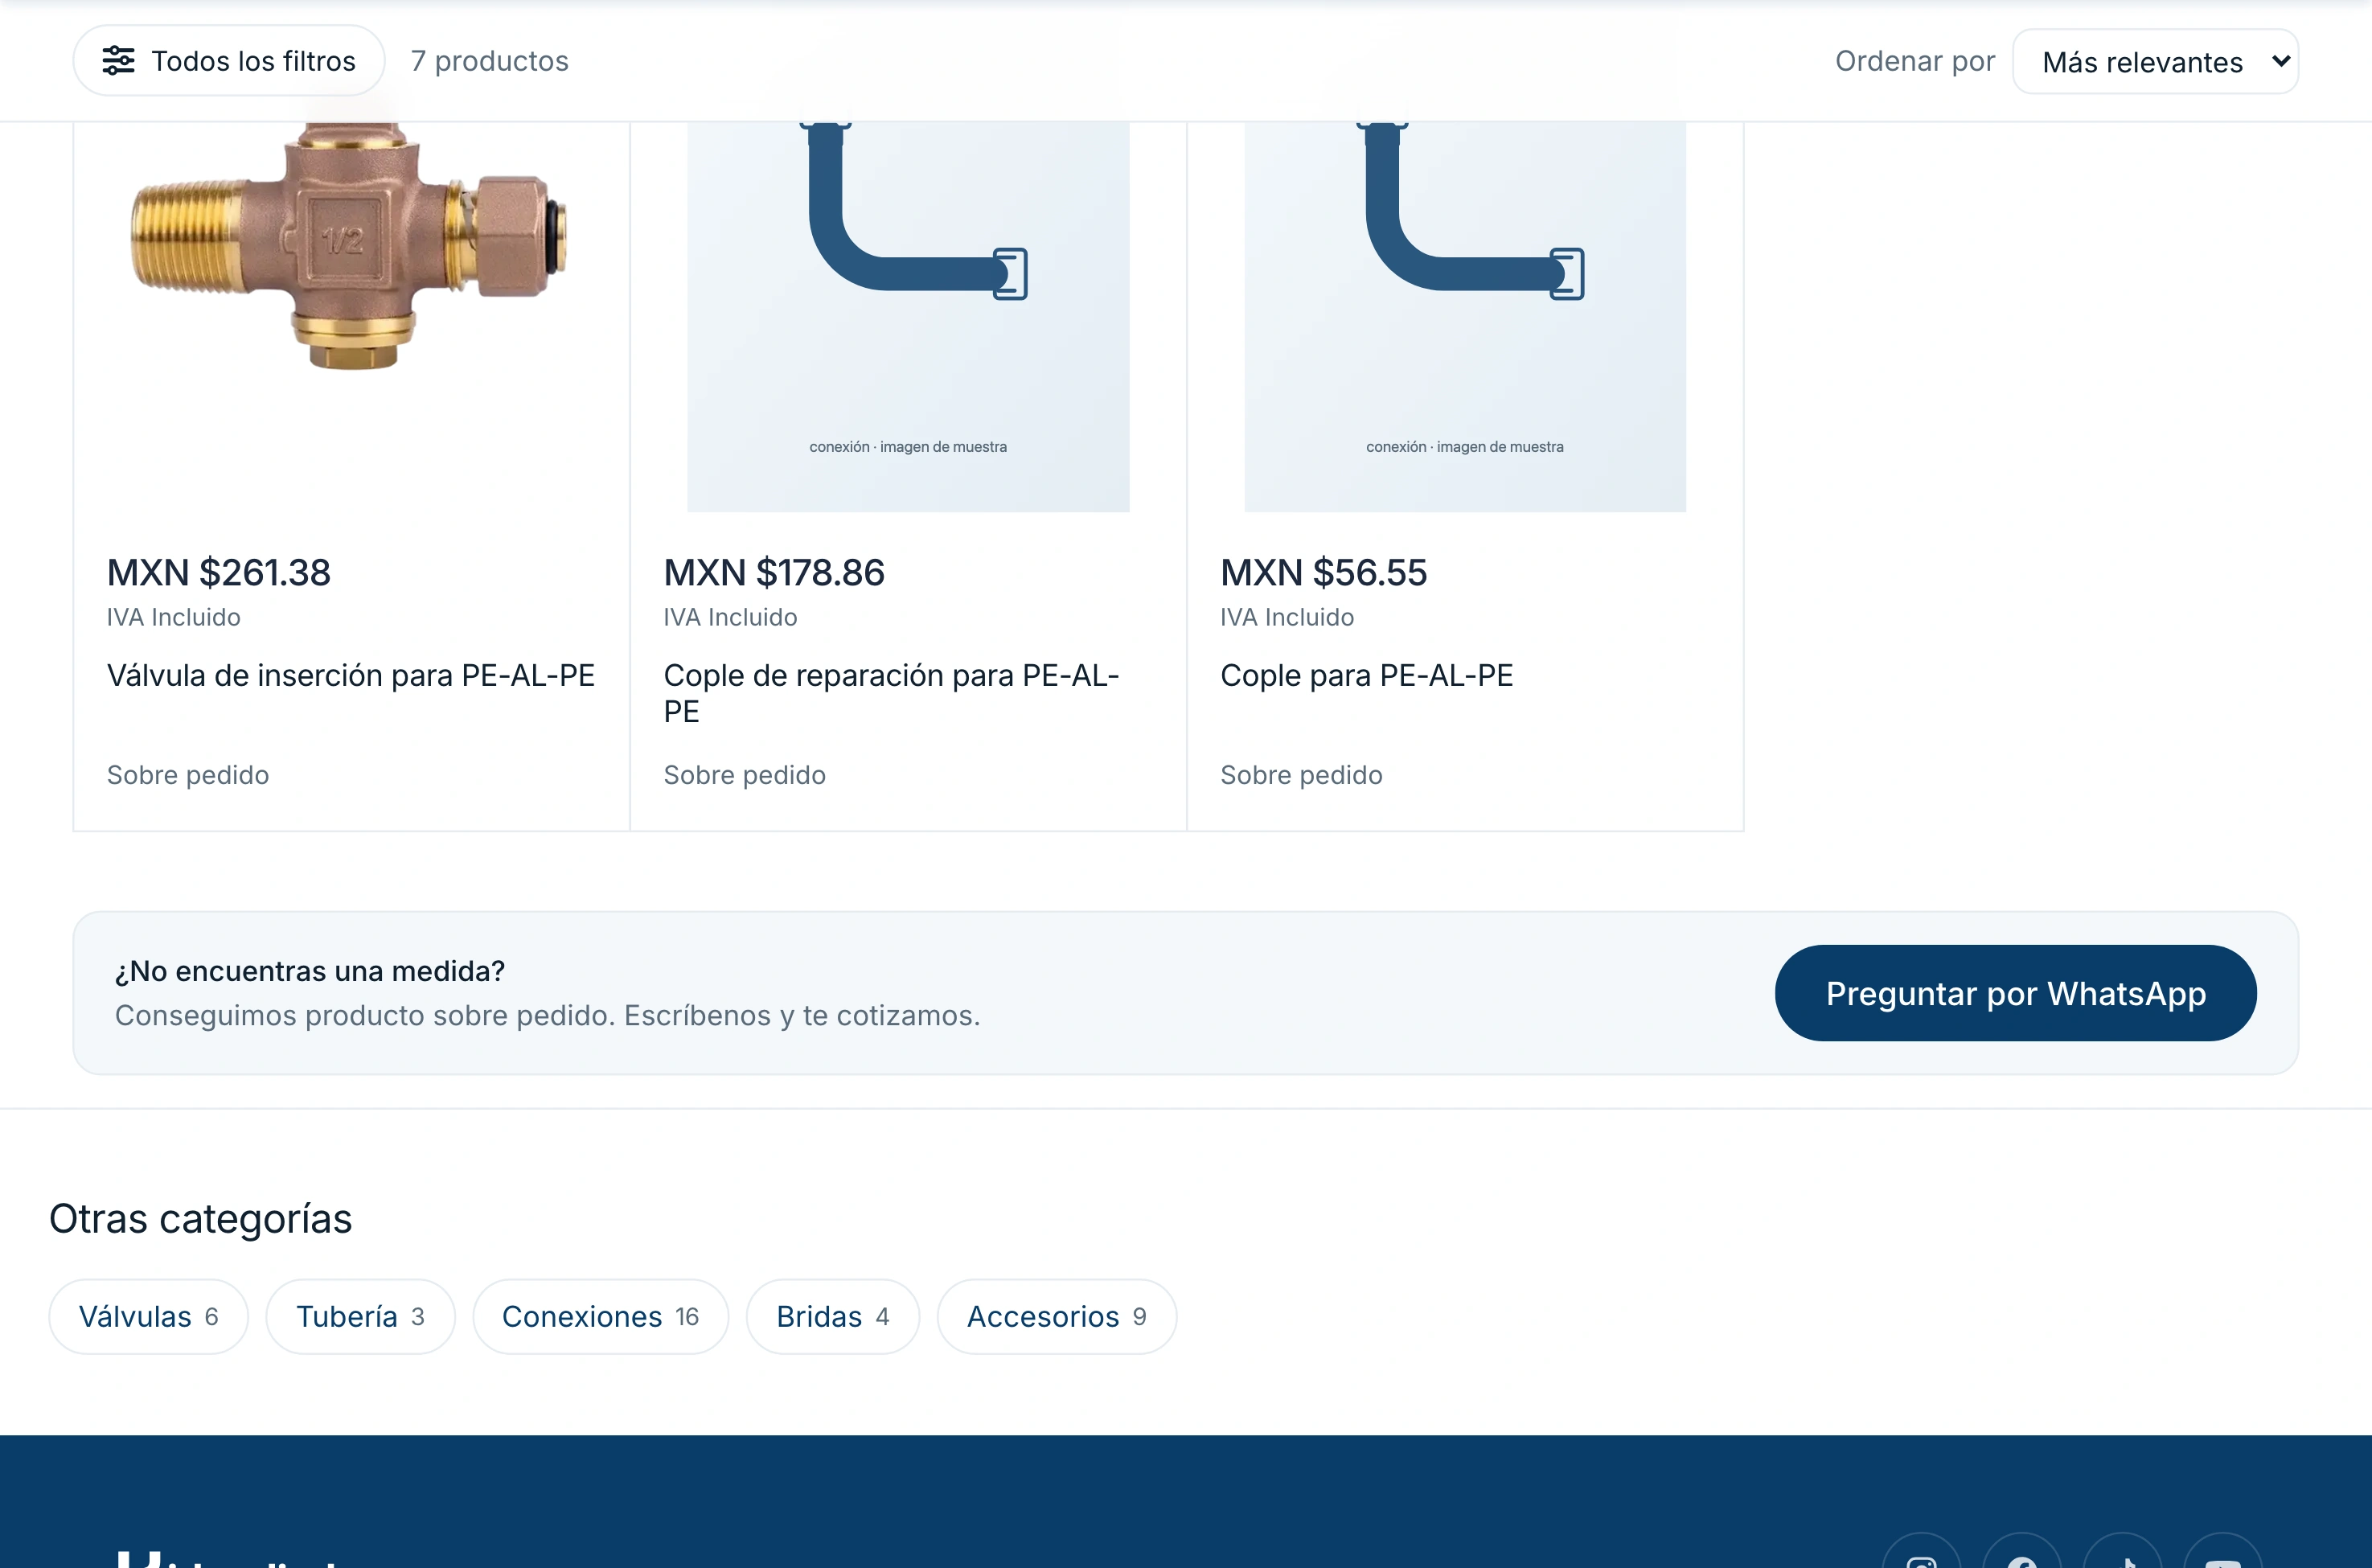 Todos los filtros
7 productos
Ordenar por
Más relevantes
1/2
conexión · imagen de muestra
conexión · imagen de muestra
MXN $261.38
IVA Incluido
Válvula de inserción para PE-AL-PE
Sobre pedido
MXN $178.86
IVA Incluido
Cople de reparación para PE-AL-
PE
Sobre pedido
MXN $56.55
IVA Incluido
Cople para PE-AL-PE
Sobre pedido
¿No encuentras una medida?
Conseguimos producto sobre pedido. Escríbenos y te cotizamos.
Preguntar por WhatsApp
Otras categorías
Válvulas 6
Tubería 3
Conexiones 16
Bridas 4
Accesorios 9